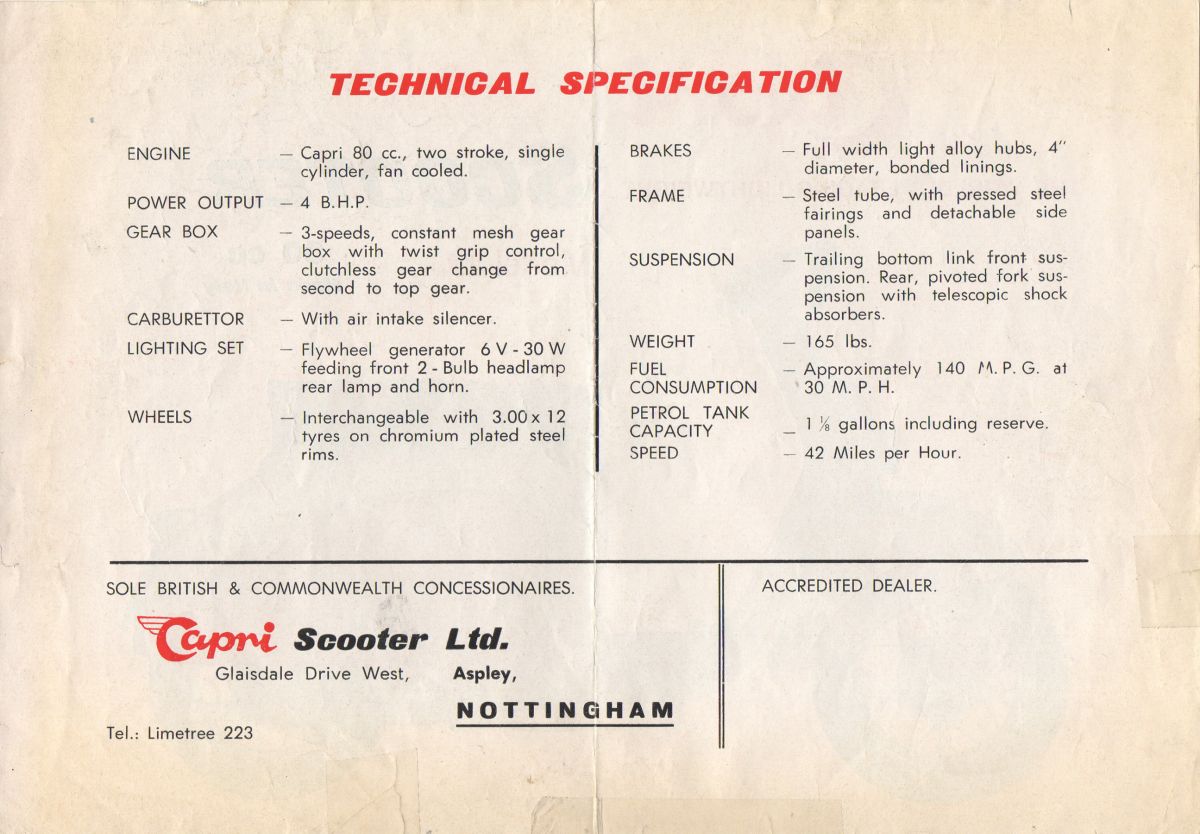 TECHNICAL SPECIFICATION
ENGINE — Capri 80 cc., two stroke, single
cylinder, fan cooled.
POWER OUTPUT — 4 B.H.P.
GEAR BOX — 3-speeds, constant mesh gear
box with twist grip control,
clutchless gear change from
second to top gear.
CARBURETTOR — With air intake silencer.
LIGHTING SET — Flywheel generator 6 V - 30 W
feeding front 2 - Bulb headlamp
rear lamp and horn.
WHEELS — Interchangeable with 3.00 x 12
tyres on chromium plated steel
rims.
BRAKES — Full width light alloy hubs, 4″
diameter, bonded linings.
FRAME — Steel tube, with pressed steel
fairings and detachable side
panels.
SUSPENSION — Trailing bottom link front sus-
pension. Rear, pivoted fork sus-
pension with telescopic shock
absorbers.
WEIGHT — 165 lbs.
FUEL — Approximately 140 M. P. G. at
CONSUMPTION 30 M. P. H.
PETROL TANK
CAPACITY — 1 ⅛ gallons including reserve.
SPEED — 42 Miles per Hour.
SOLE BRITISH & COMMONWEALTH CONCESSIONAIRES.
Capri Scooter Ltd.
Glaisdale Drive West, Aspley,
NOTTINGHAM
Tel.: Limetree 223
ACCREDITED DEALER.